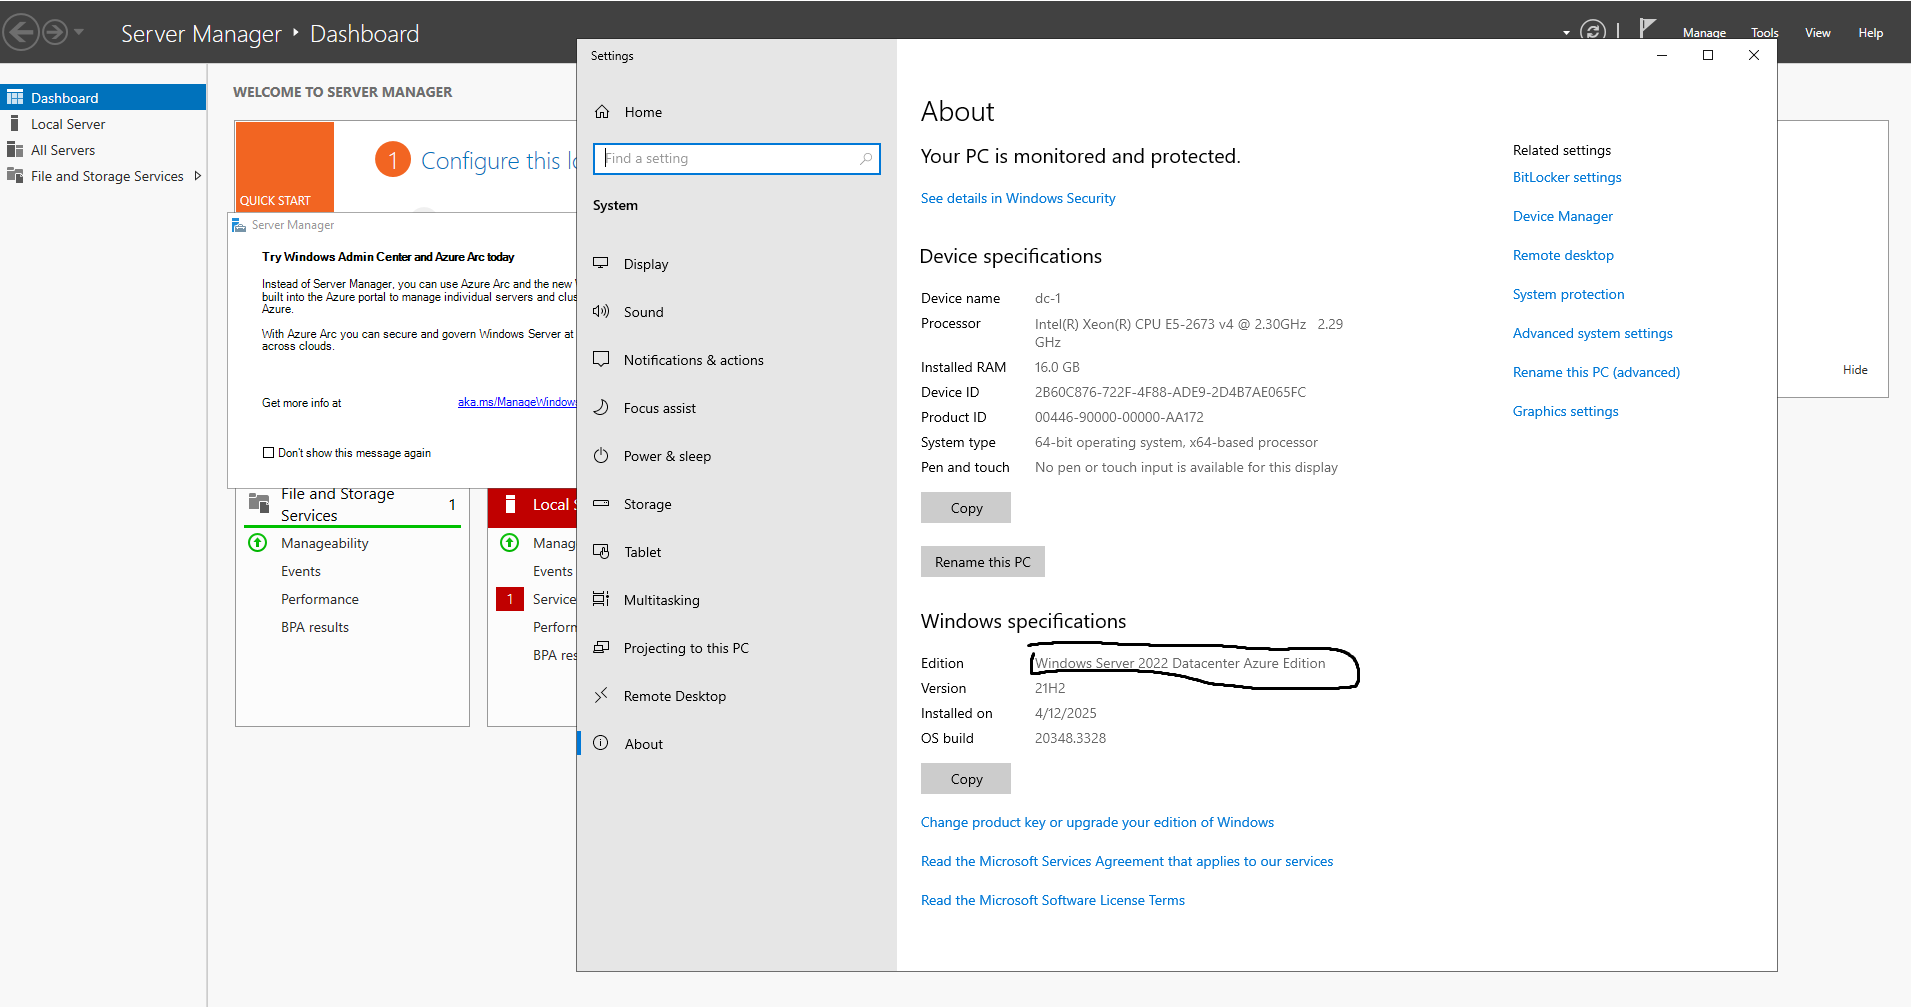 Server Manager ‣ Dashboard
Manage Tools View Help
Dashboard
Local Server
All Servers
File and Storage Services
WELCOME TO SERVER MANAGER
QUICK START
1 Configure this lo
Server Manager
Try Windows Admin Center and Azure Arc today
Instead of Server Manager, you can use Azure Arc and the new
built into the Azure portal to manage individual servers and clus
Azure.
With Azure Arc you can secure and govern Windows Server at
across clouds.
Get more info at aka.ms/ManageWindows
Don't show this message again
File and Storage
Services 1
Manageability
Events
Performance
BPA results
Local
Manag
Events
1 Service
Perforn
BPA res
Hide
Settings
Home
Find a setting
System
Display
Sound
Notifications & actions
Focus assist
Power & sleep
Storage
Tablet
Multitasking
Projecting to this PC
Remote Desktop
About
About
Your PC is monitored and protected.
See details in Windows Security
Device specifications
Device name dc-1
Processor Intel(R) Xeon(R) CPU E5-2673 v4 @ 2.30GHz 2.29
GHz
Installed RAM 16.0 GB
Device ID 2B60C876-722F-4F88-ADE9-2D4B7AE065FC
Product ID 00446-90000-00000-AA172
System type 64-bit operating system, x64-based processor
Pen and touch No pen or touch input is available for this display
Copy
Rename this PC
Windows specifications
Edition Windows Server 2022 Datacenter Azure Edition
Version 21H2
Installed on 4/12/2025
OS build 20348.3328
Copy
Change product key or upgrade your edition of Windows
Read the Microsoft Services Agreement that applies to our services
Read the Microsoft Software License Terms
Related settings
BitLocker settings
Device Manager
Remote desktop
System protection
Advanced system settings
Rename this PC (advanced)
Graphics settings